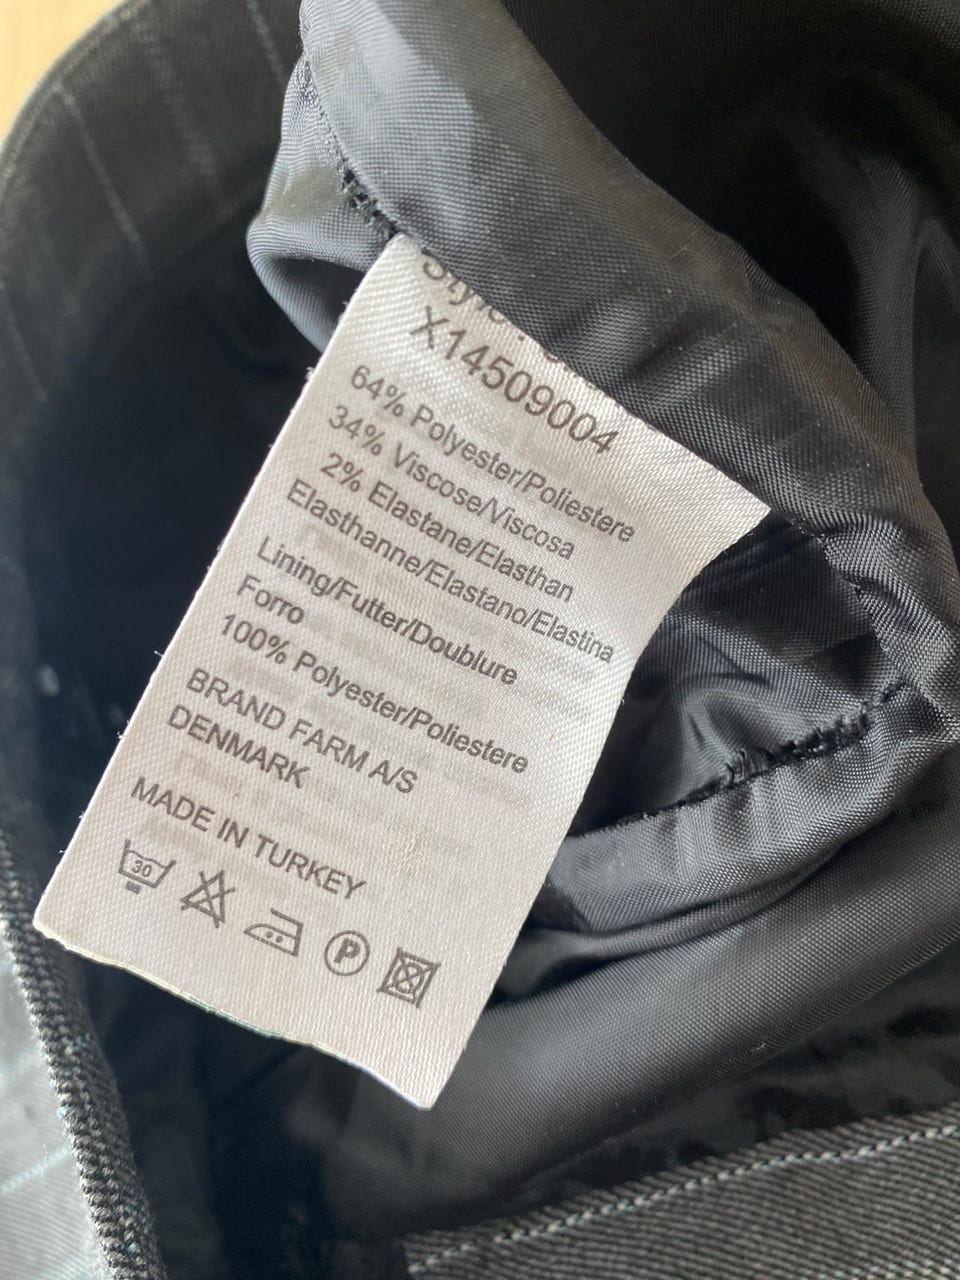 Style:
X14509004
64% Polyester/Poliestere
34% Viscose/Viscosa
2% Elastane/Elasthan
Elasthanne/Elastano/Elastina
Lining/Futter/Doublure
Forro
100% Polyester/Poliestere
BRAND FARM A/S
DENMARK
MADE IN TURKEY
30
P